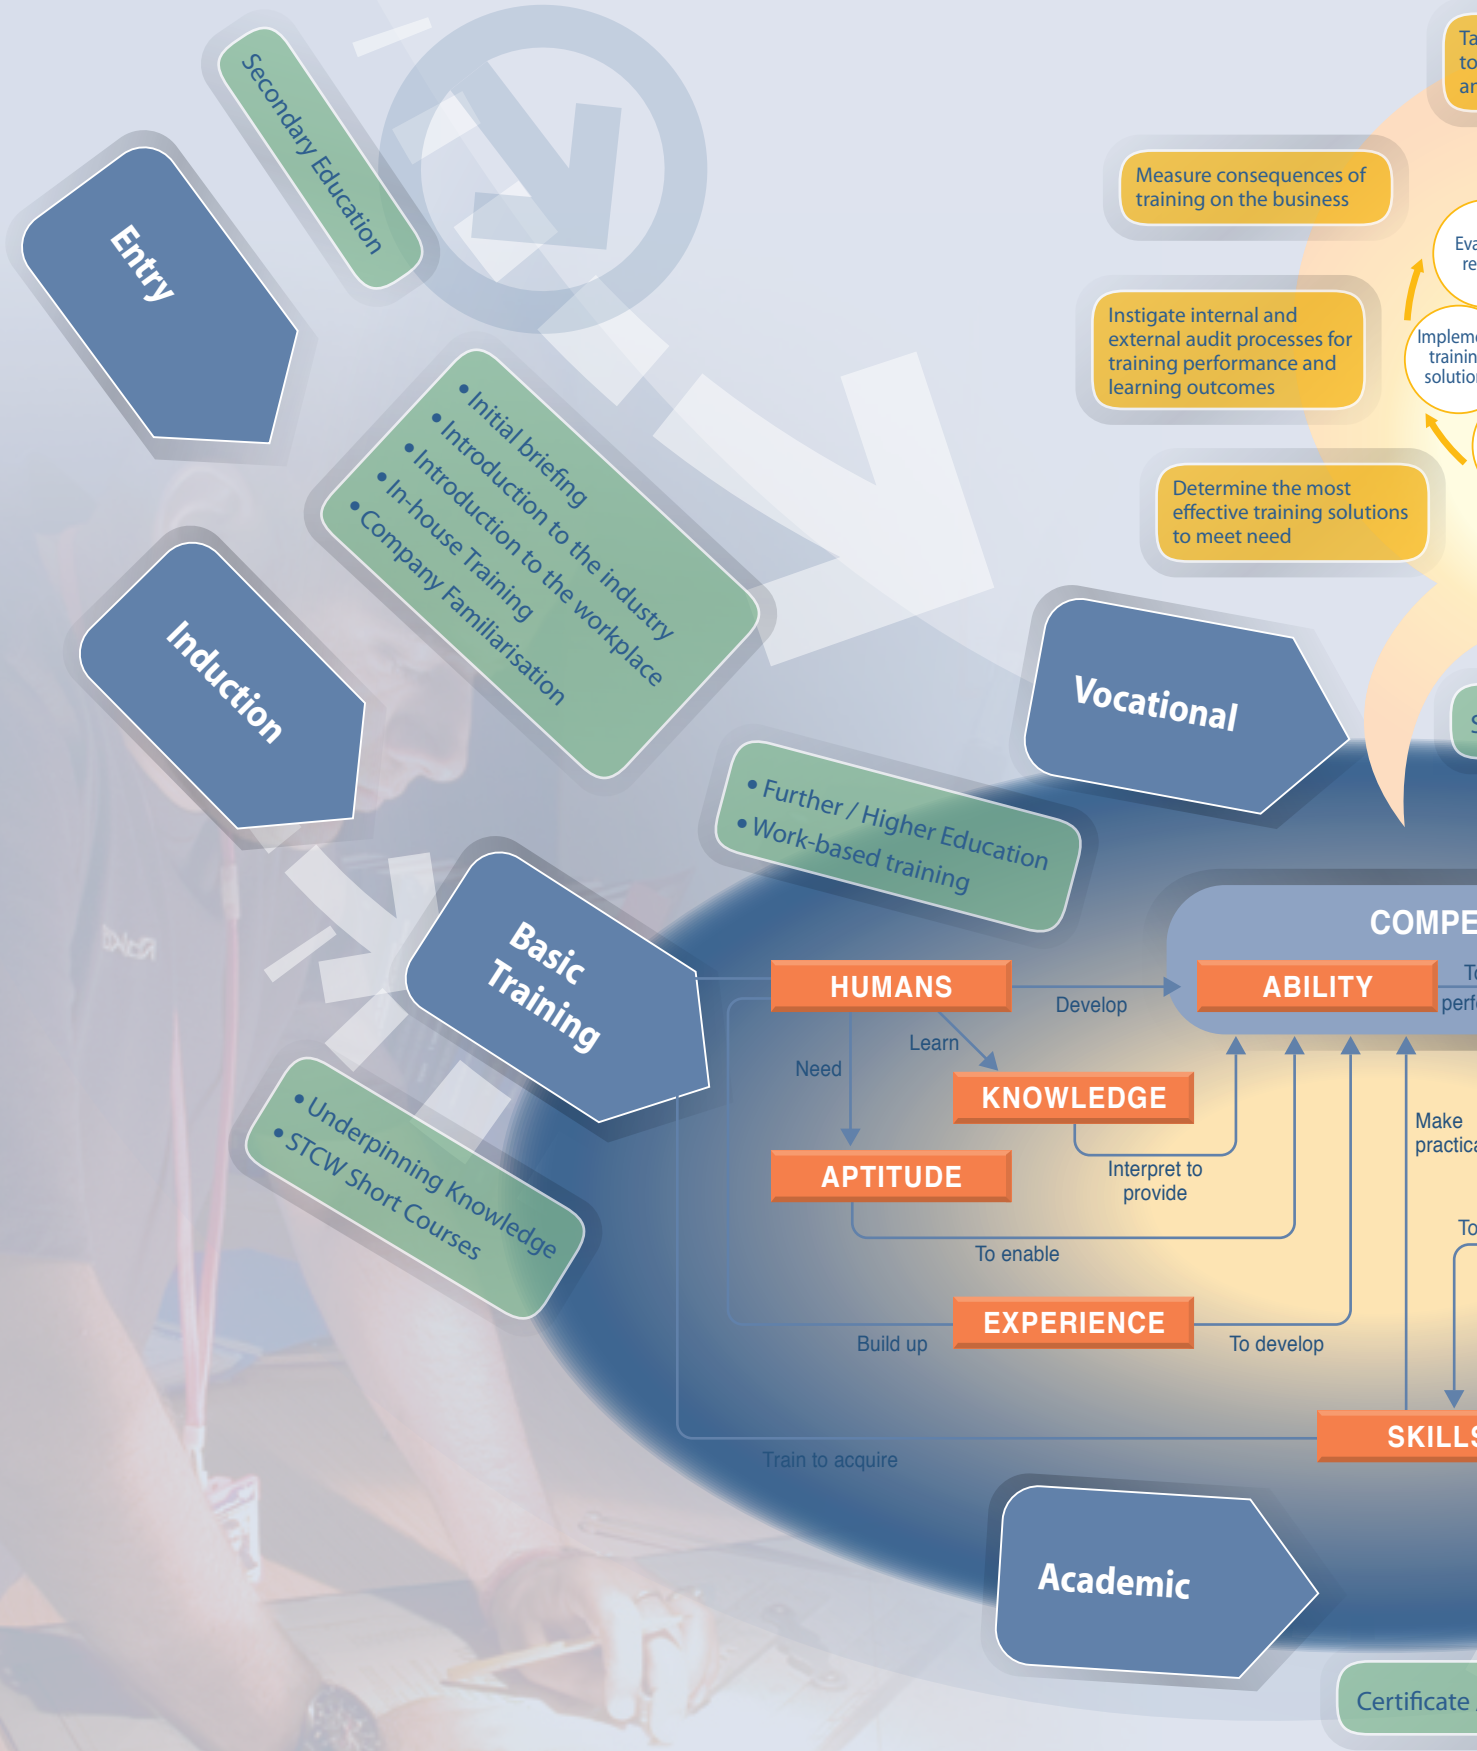 Secondary Education
Entry
• Initial briefing
• Introduction to the industry
• Introduction to the workplace
• In-house Training
• Company Familiarisation
Induction
Basic
Training
• Underpinning Knowledge
• STCW Short Courses
• Further / Higher Education
• Work-based training
Vocational
Measure consequences of
training on the business
Instigate internal and
external audit processes for
training performance and
learning outcomes
Determine the most
effective training solutions
to meet need
HUMANS
Develop
ABILITY
Need
Learn
KNOWLEDGE
Interpret to
provide
APTITUDE
To enable
Make
EXPERIENCE
Build up
To develop
Train to acquire
SKILLS
Academic
Certificate